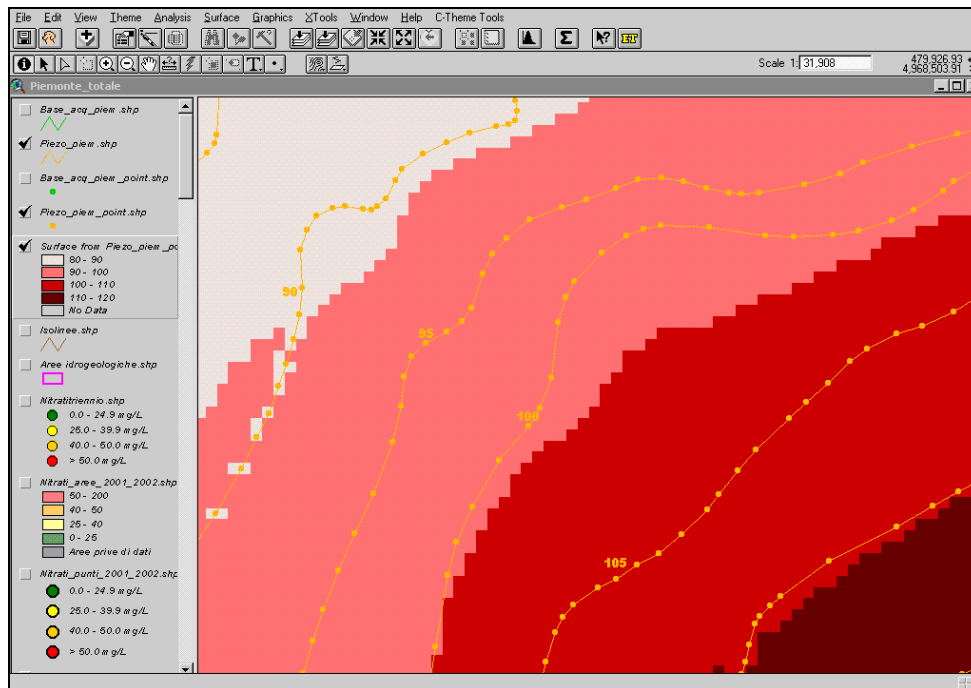 File Edit View Theme Analysis Surface Graphics XTools Window Help C-Theme Tools
Scale 1: 31,908
479,926.93
4,968,503.91
Piemonte_totale
Base_acq_piem.shp
Piezo_piem.shp
Base_acq_piem_point.shp
Piezo_piem_point.shp
Surface from Piezo_piem_po
80 - 90
90 - 100
100 - 110
110 - 120
No Data
Isolinee.shp
Aree idrogeologiche.shp
Nitratitriennio.shp
0.0 - 24.9 mg/L
25.0 - 39.9 mg/L
40.0 - 50.0 mg/L
> 50.0 mg/L
Nitrati_aree_2001_2002.shp
50 - 200
40 - 50
25 - 40
0 - 25
Aree prive di dati
Nitrati_punti_2001_2002.shp
0.0 - 24.9 mg/L
25.0 - 39.9 mg/L
40.0 - 50.0 mg/L
> 50.0 mg/L
90
95
100
105